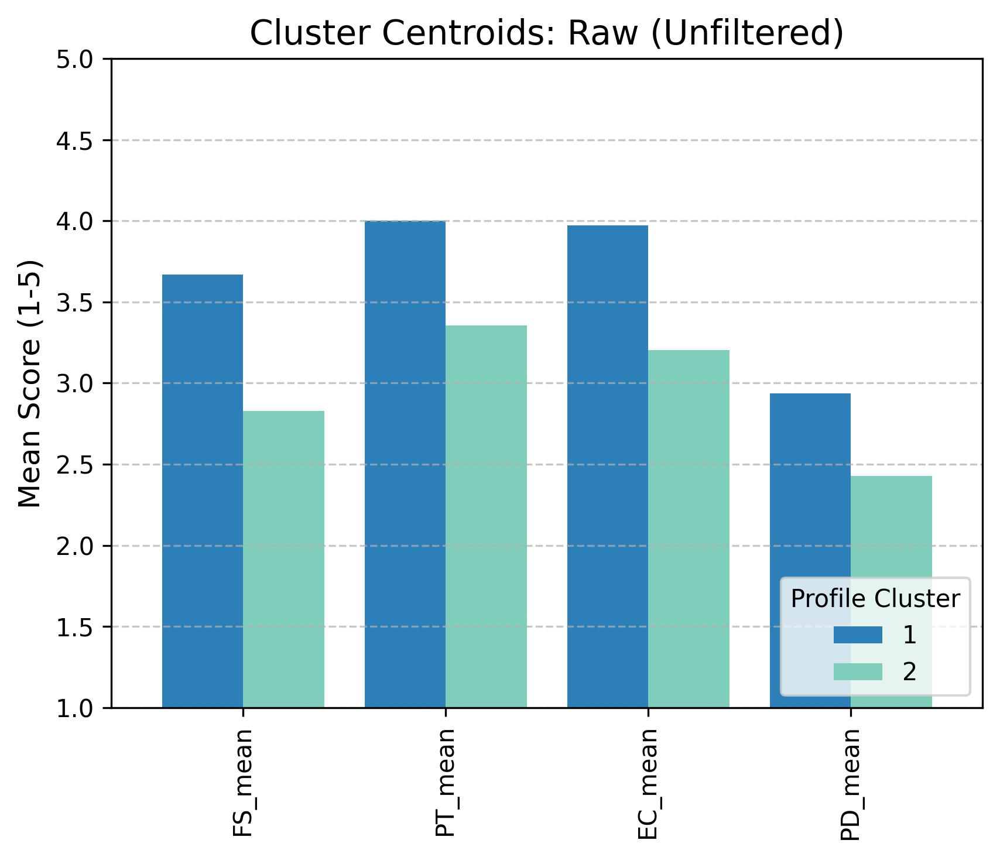 Cluster Centroids: Raw (Unfiltered)
5.0
4.5
4.0
3.5
3.0
2.5
2.0
1.5
1.0
Mean Score (1-5)
FS_mean
PT_mean
EC_mean
PD_mean
Profile Cluster
1
2